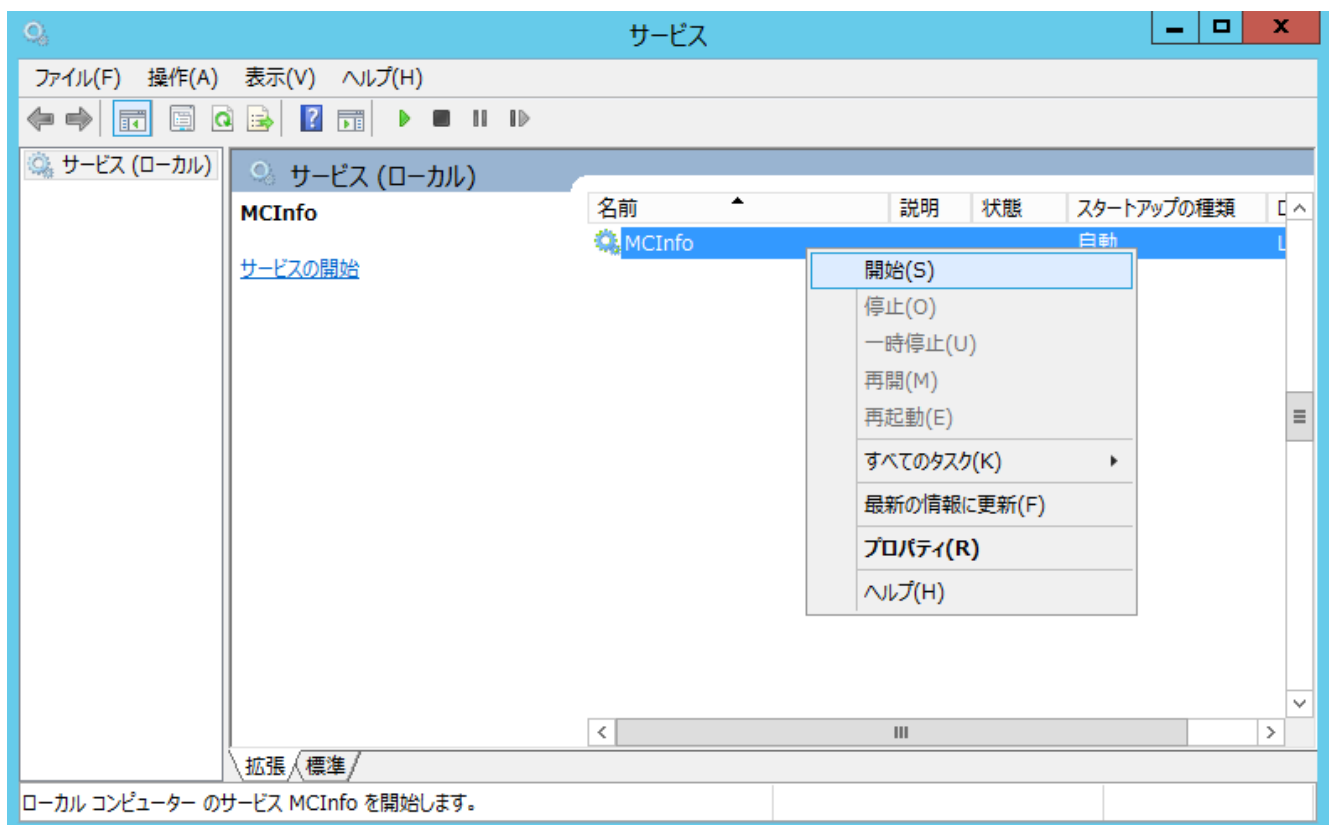 サービス
ファイル(F) 操作(A) 表示(V) ヘルプ(H)
サービス (ローカル)
サービス (ローカル)
MCInfo
サービスの開始
名前 説明 状態 スタートアップの種類
MCInfo 自動 L
開始(S)
停止(O)
一時停止(U)
再開(M)
再起動(E)
すべてのタスク(K)
最新の情報に更新(F)
プロパティ(R)
ヘルプ(H)
拡張 標準
ローカル コンピューター のサービス MCInfo を開始します。